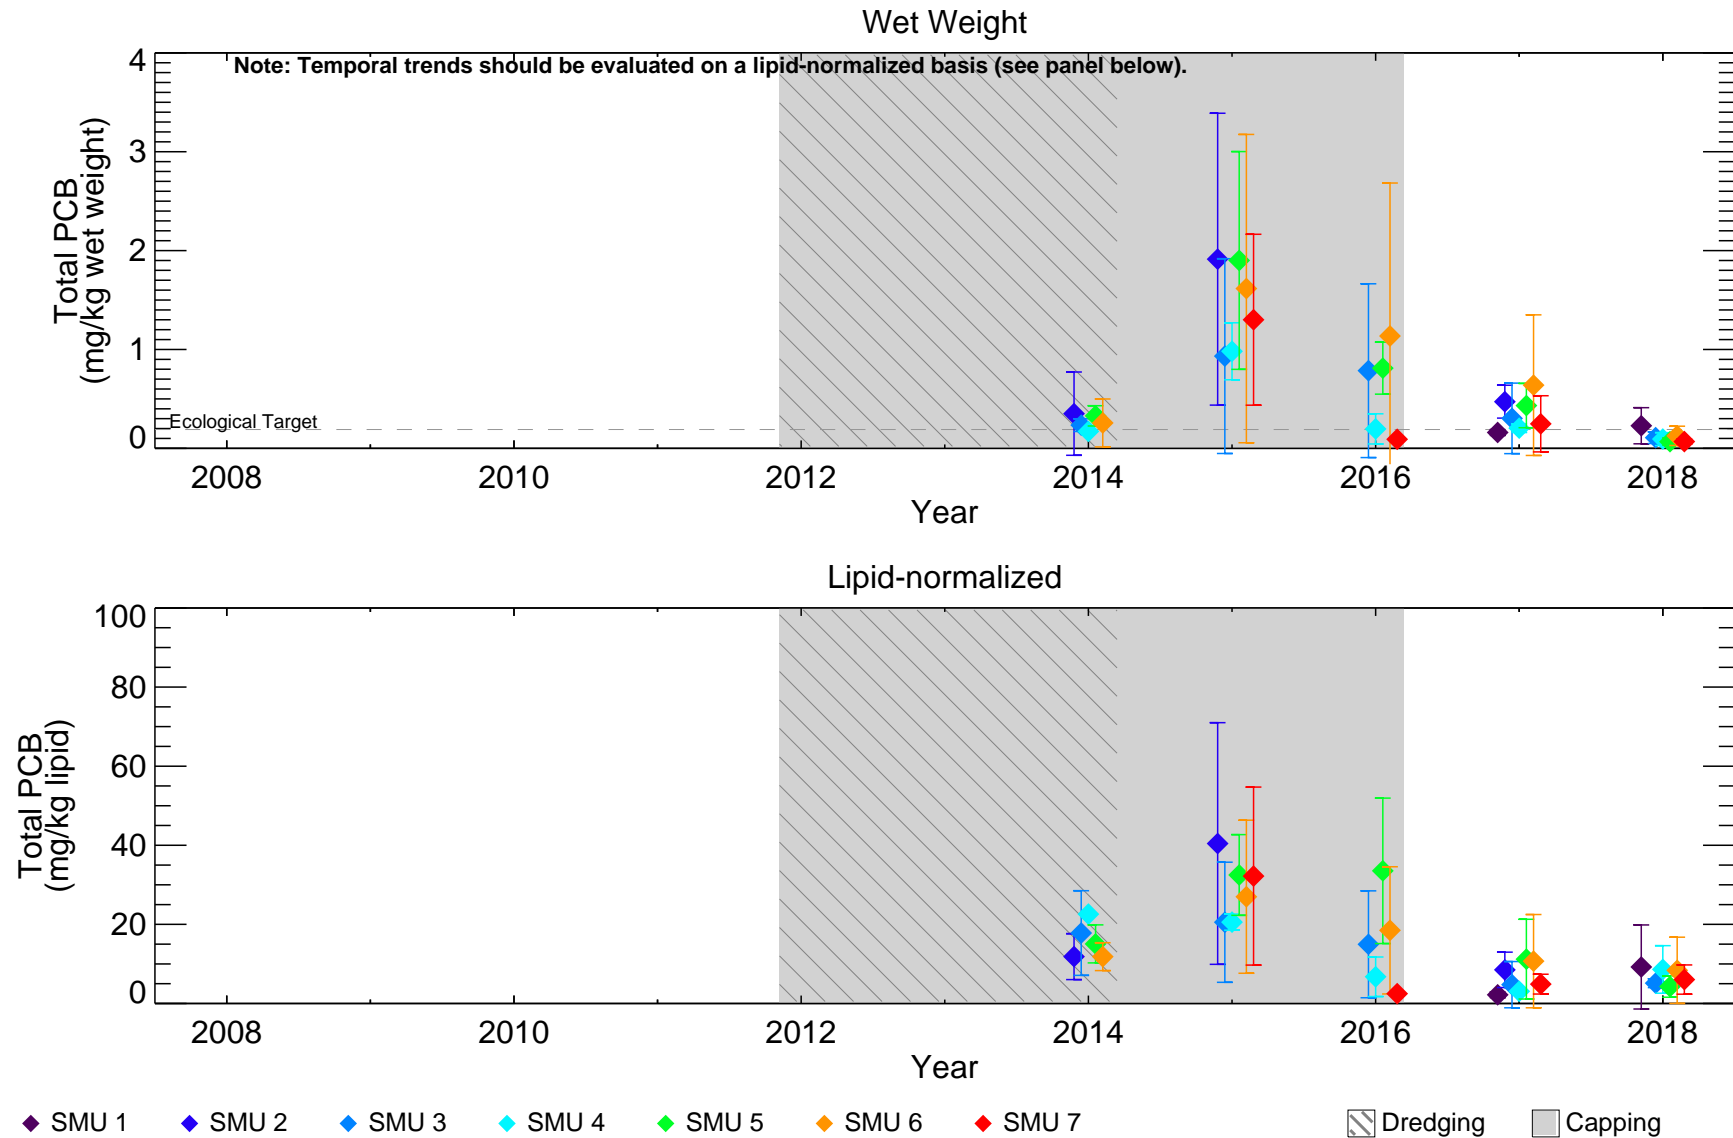 Wet Weight
Note: Temporal trends should be evaluated on a lipid-normalized basis (see panel below).
4
3
2
1
0
Total PCB
(mg/kg wet weight)
Ecological Target
2008 2010 2012 2014 2016 2018
Year
Lipid-normalized
100
80
60
40
20
0
Total PCB
(mg/kg lipid)
2008 2010 2012 2014 2016 2018
Year
SMU 1 SMU 2 SMU 3 SMU 4 SMU 5 SMU 6 SMU 7 Dredging Capping